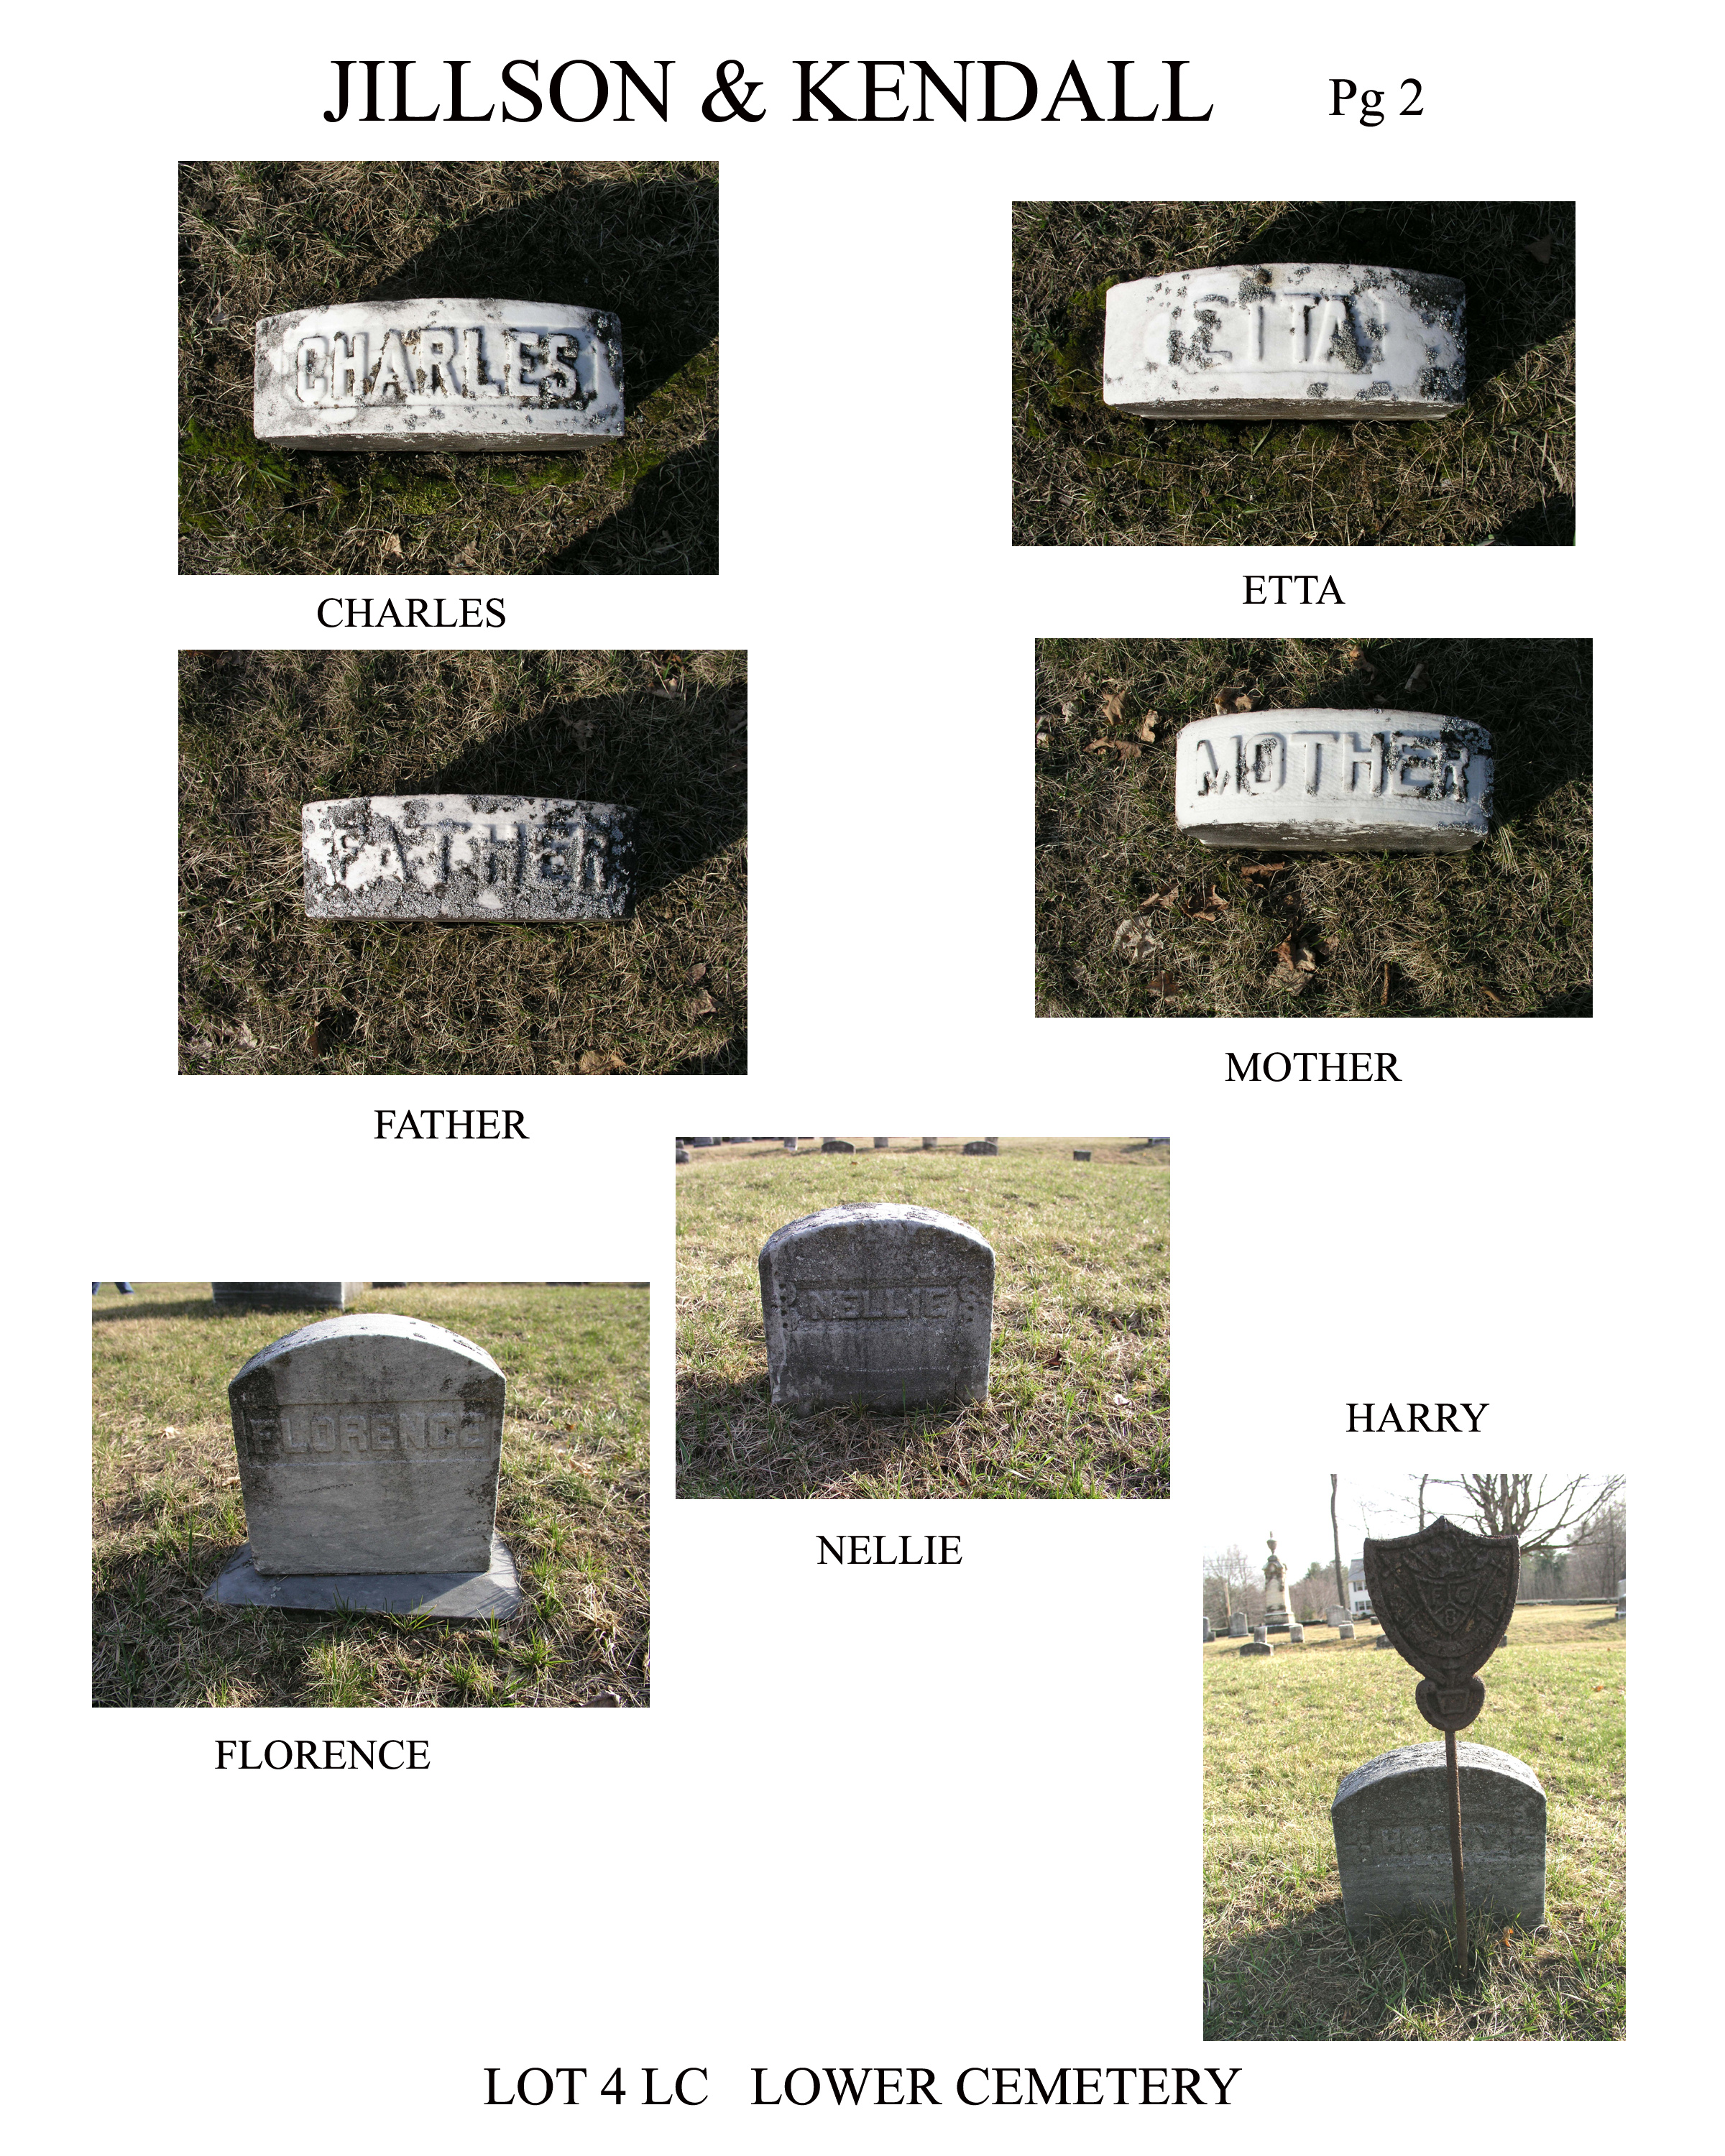 JILLSON & KENDALL Pg 2
CHARLES
ETTA
CHARLES
ETTA
FATHER
MOTHER
FATHER
MOTHER
NELLIE
FLORENCE
NELLIE
FLORENCE
HARRY
LOT 4 LC LOWER CEMETERY